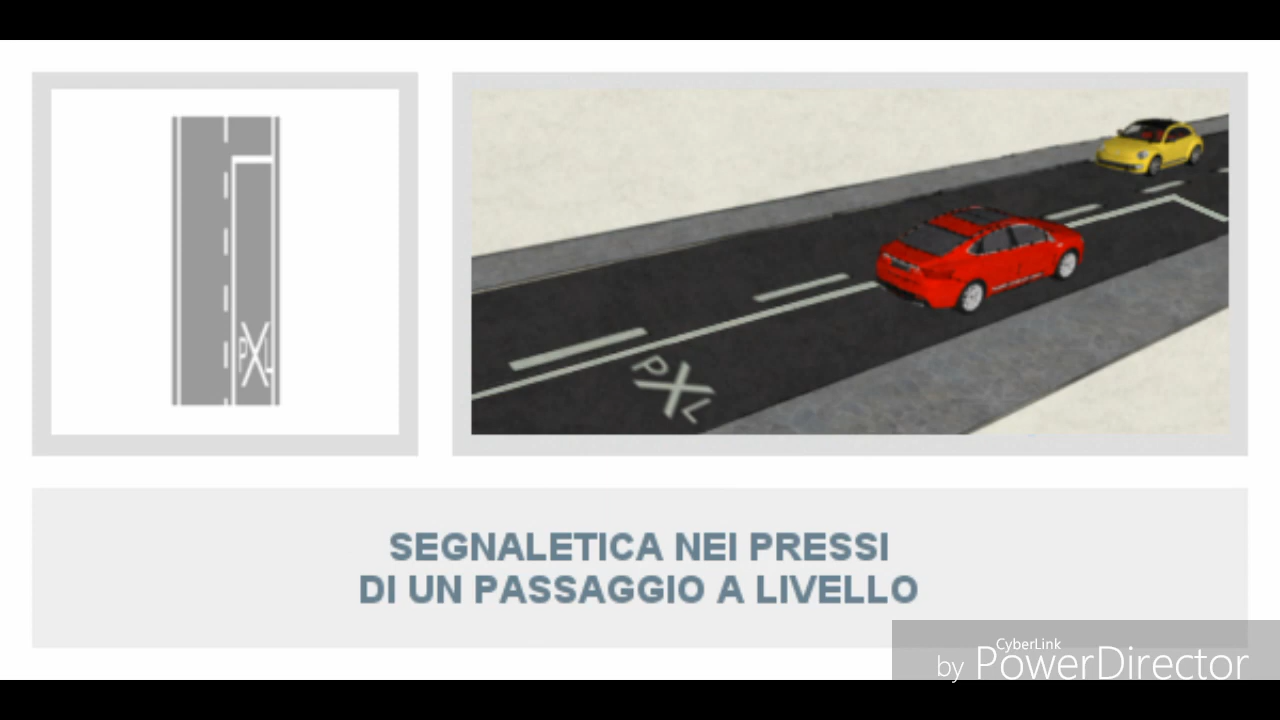 PXL
PXL
SEGNALETICA NEI PRESSI
DI UN PASSAGGIO A LIVELLO
CyberLink
by PowerDirector